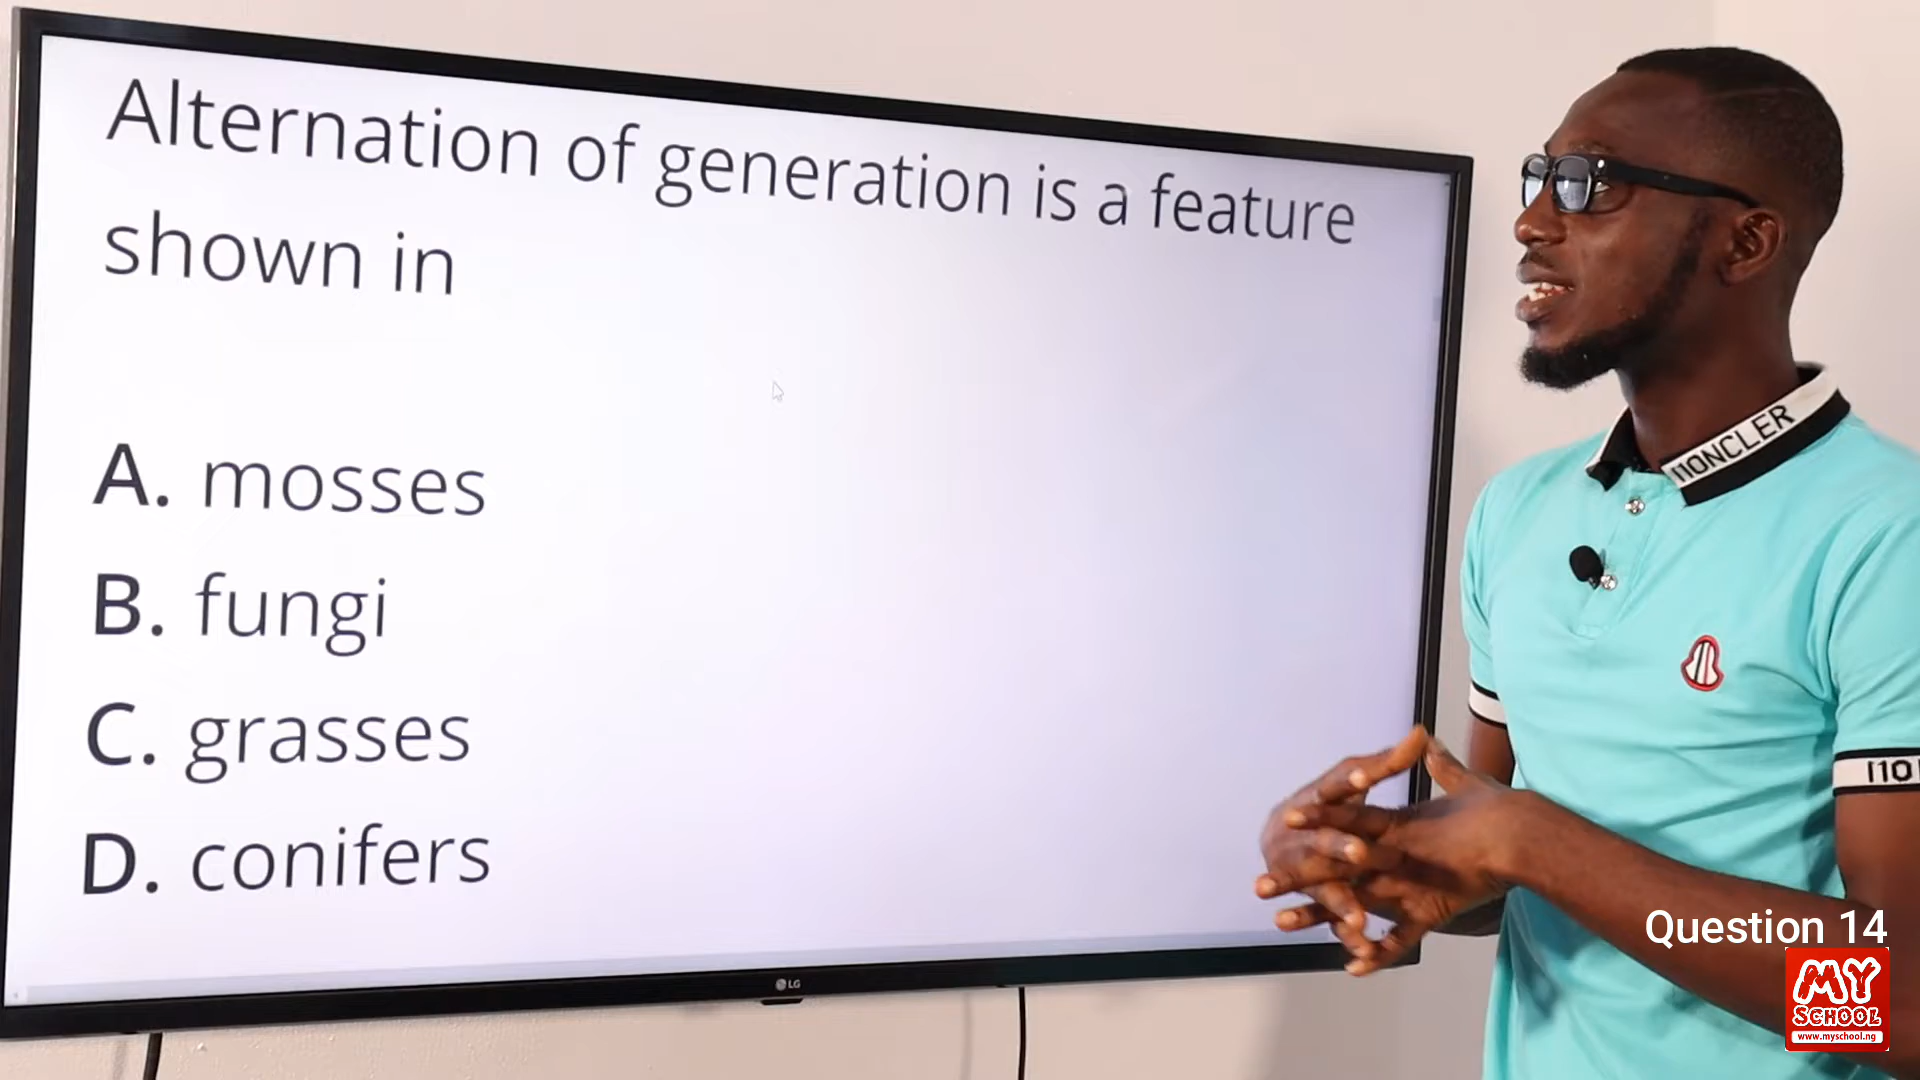 Alternation of generation is a feature
shown in
A. mosses
B. fungi
C. grasses
D. conifers
LG
MONCLER
Question 14
MY
SCHOOL
www.myschool.ng